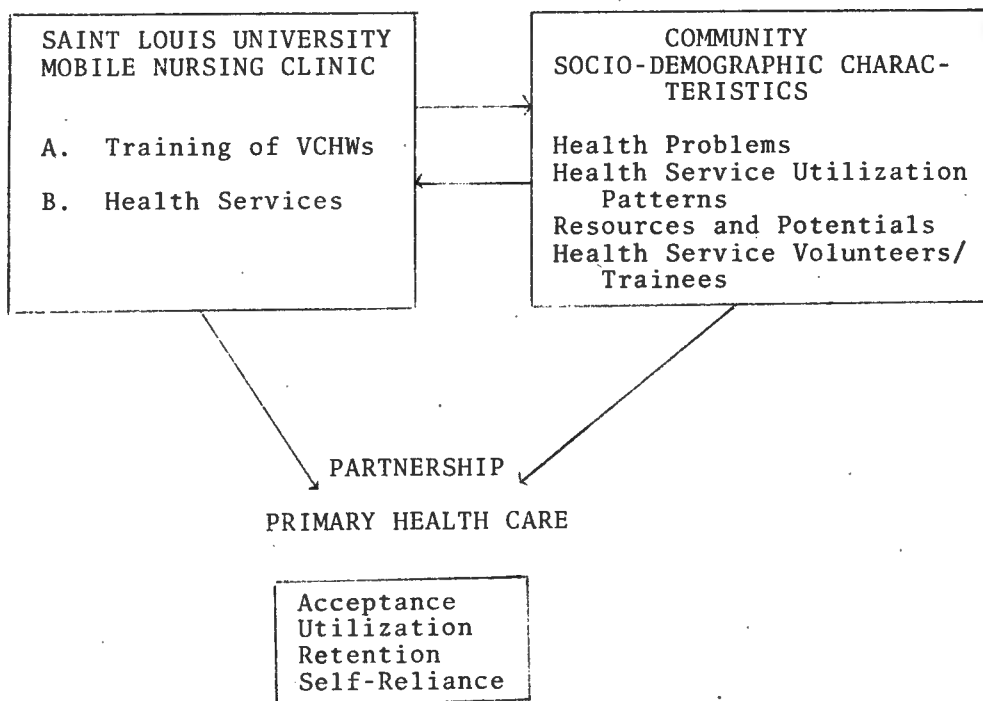 SAINT LOUIS UNIVERSITY
MOBILE NURSING CLINIC
A. Training of VCHWs
B. Health Services
COMMUNITY
SOCIO-DEMOGRAPHIC CHARAC-
TERISTICS
Health Problems
Health Service Utilization
Patterns
Resources and Potentials
Health Service Volunteers/
Trainees
PARTNERSHIP
PRIMARY HEALTH CARE
Acceptance
Utilization
Retention
Self-Reliance